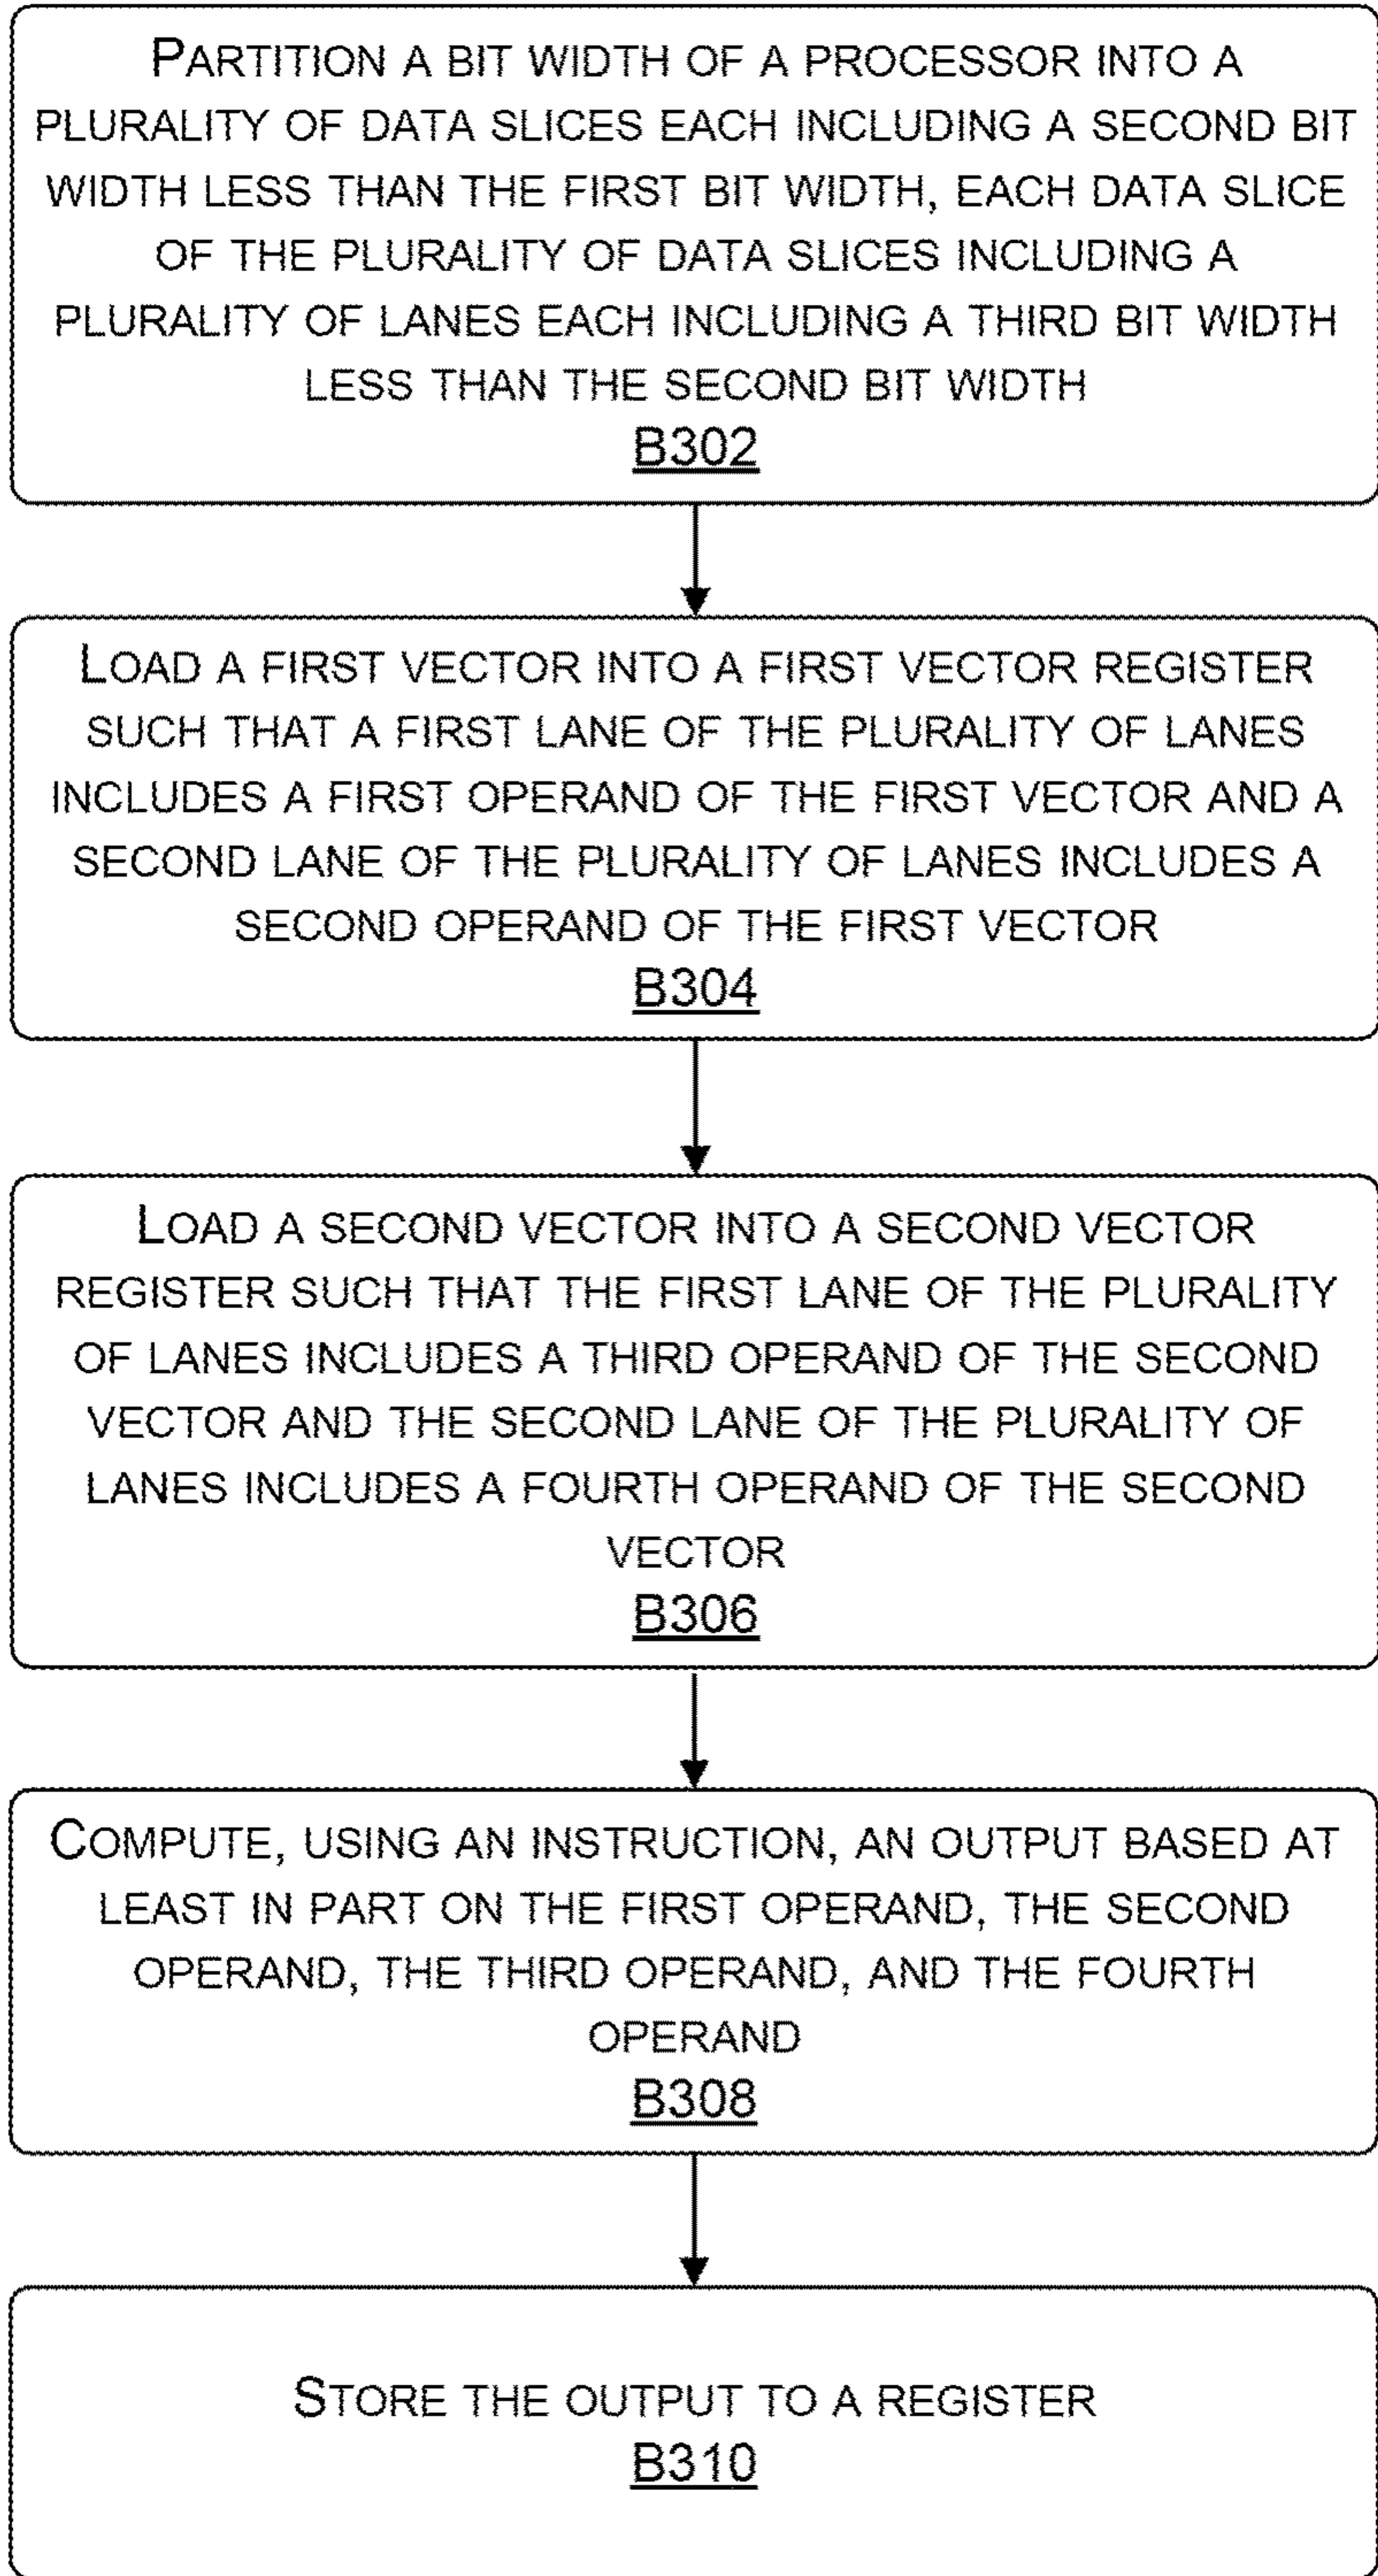 PARTITION A BIT WIDTH OF A PROCESSOR INTO A
PLURALITY OF DATA SLICES EACH INCLUDING A SECOND BIT
WIDTH LESS THAN THE FIRST BIT WIDTH, EACH DATA SLICE
OF THE PLURALITY OF DATA SLICES INCLUDING A
PLURALITY OF LANES EACH INCLUDING A THIRD BIT WIDTH
LESS THAN THE SECOND BIT WIDTH
B302
LOAD A FIRST VECTOR INTO A FIRST VECTOR REGISTER
SUCH THAT A FIRST LANE OF THE PLURALITY OF LANES
INCLUDES A FIRST OPERAND OF THE FIRST VECTOR AND A
SECOND LANE OF THE PLURALITY OF LANES INCLUDES A
SECOND OPERAND OF THE FIRST VECTOR
B304
LOAD A SECOND VECTOR INTO A SECOND VECTOR
REGISTER SUCH THAT THE FIRST LANE OF THE PLURALITY
OF LANES INCLUDES A THIRD OPERAND OF THE SECOND
VECTOR AND THE SECOND LANE OF THE PLURALITY OF
LANES INCLUDES A FOURTH OPERAND OF THE SECOND
VECTOR
B306
COMPUTE, USING AN INSTRUCTION, AN OUTPUT BASED AT
LEAST IN PART ON THE FIRST OPERAND, THE SECOND
OPERAND, THE THIRD OPERAND, AND THE FOURTH
OPERAND
B308
STORE THE OUTPUT TO A REGISTER
B310